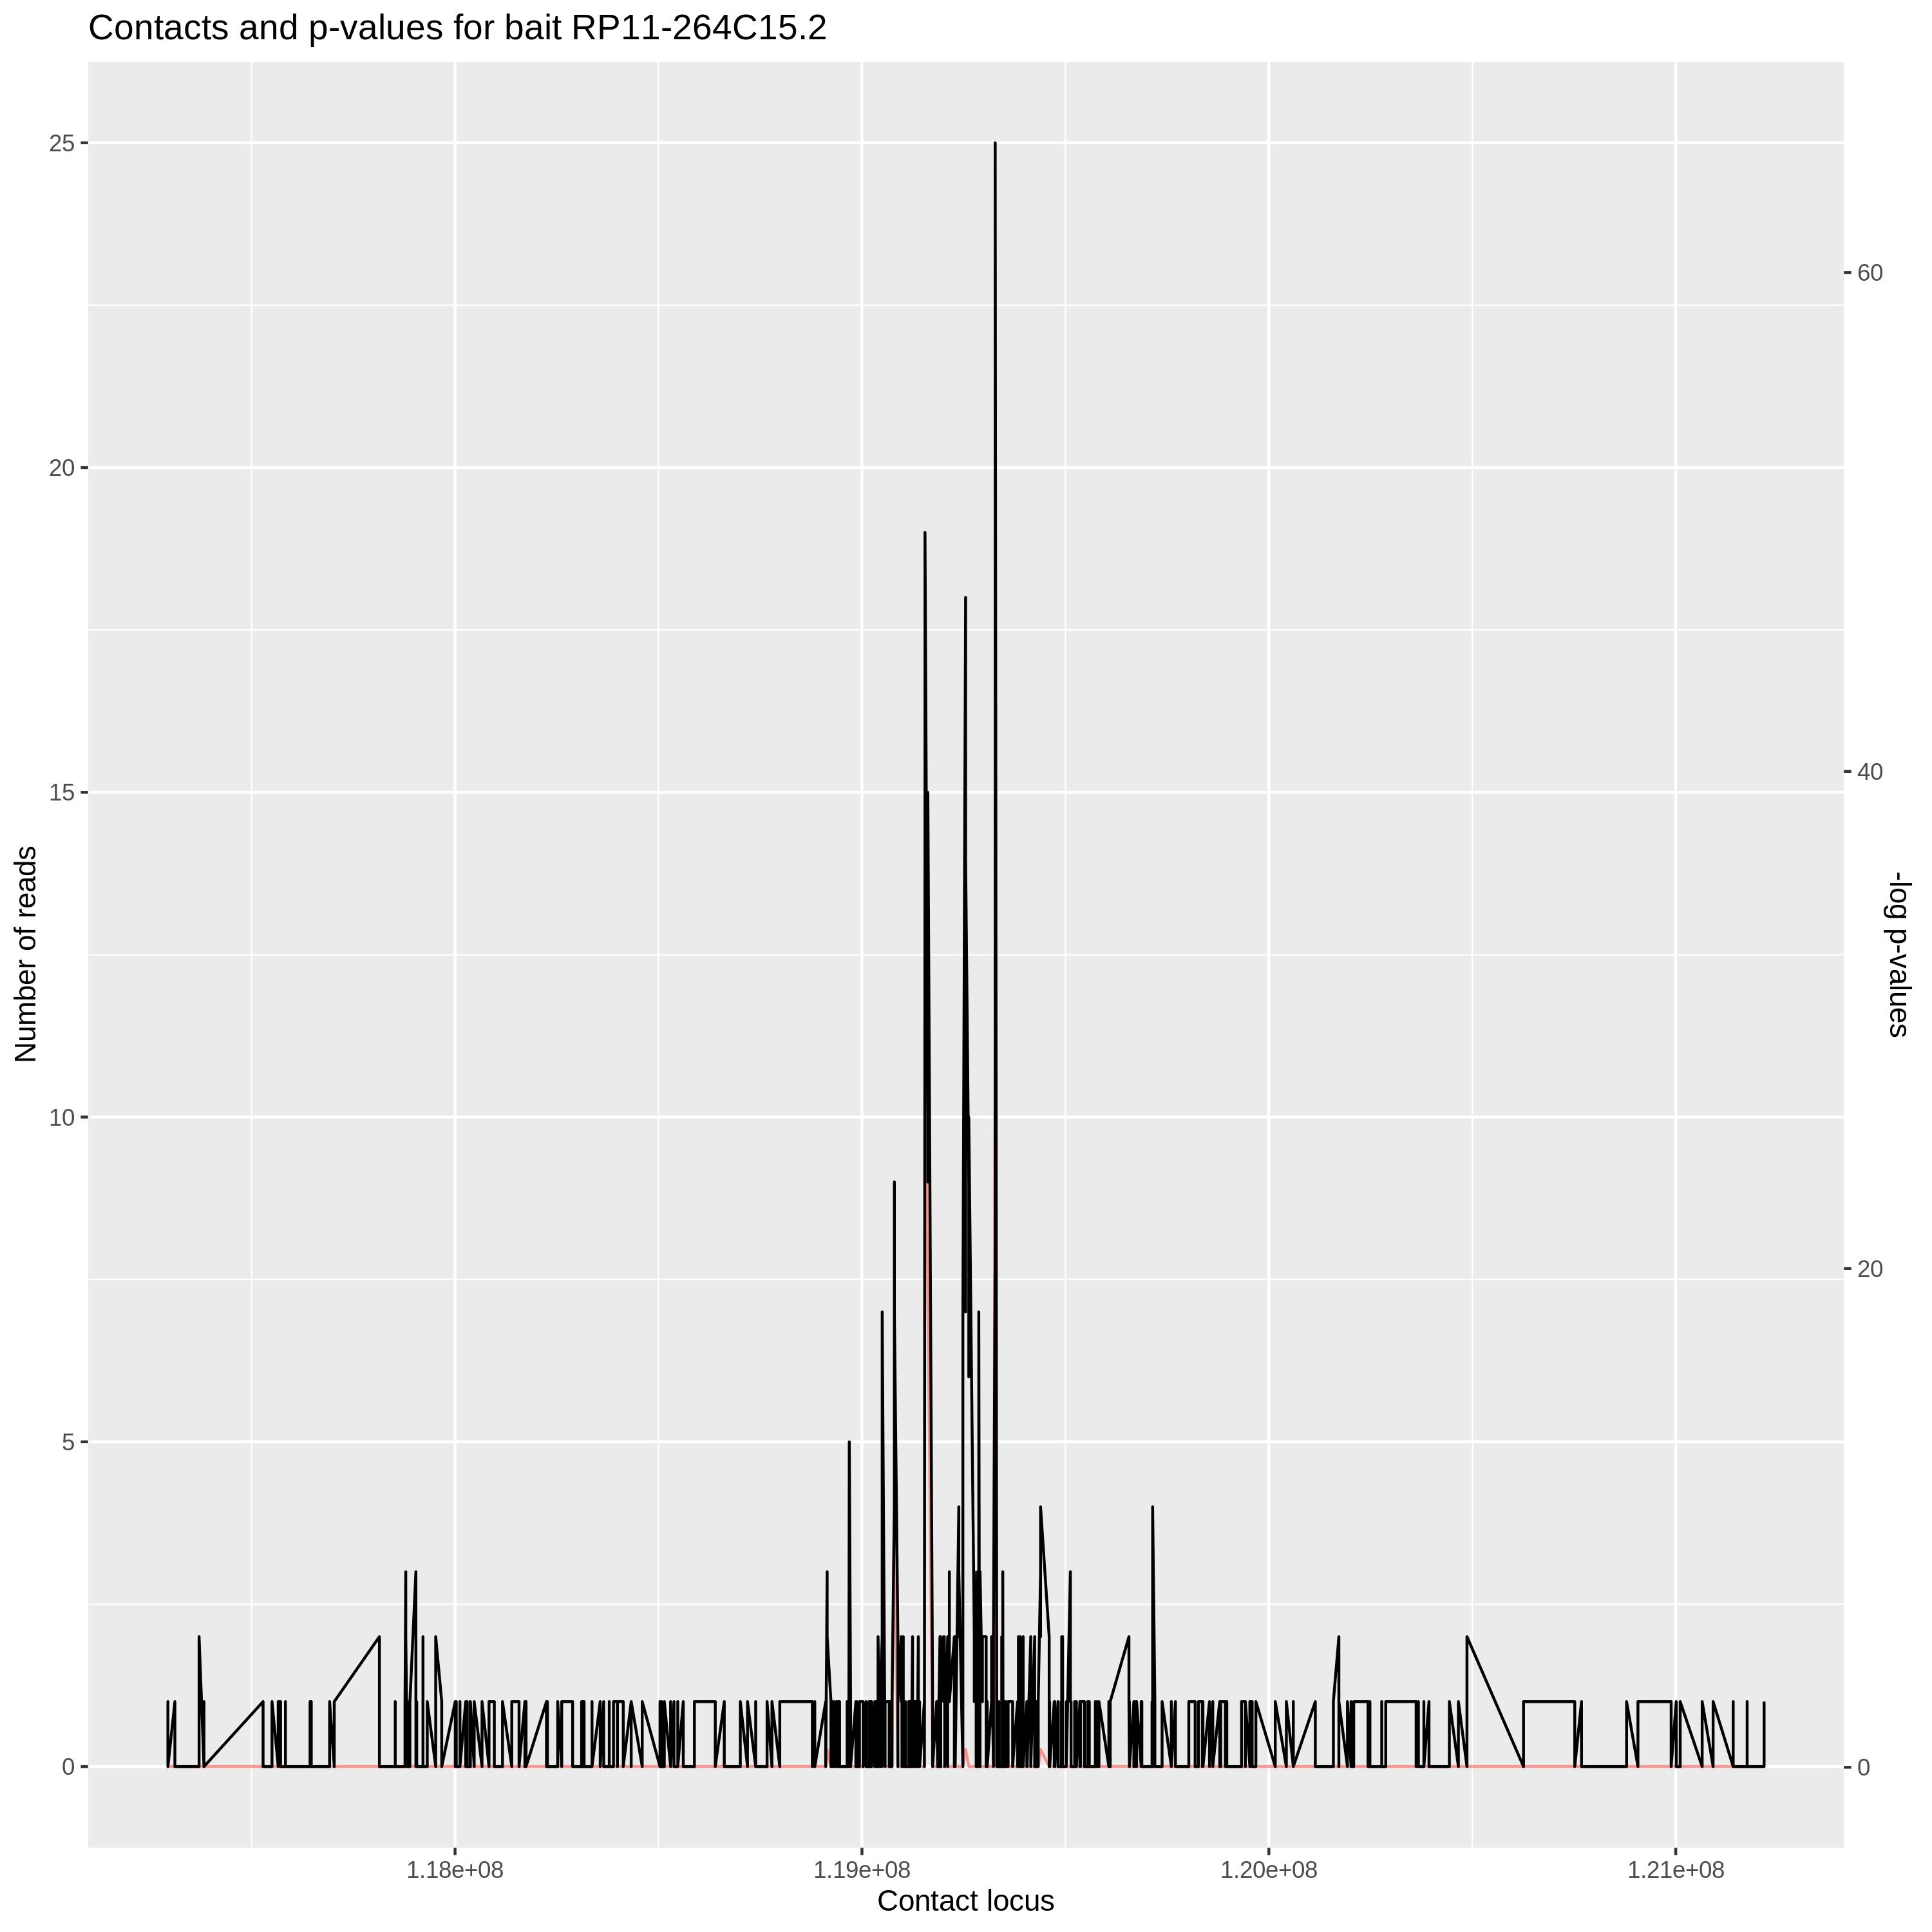 Contacts and p-values for bait RP11-264C15.2
25
20
15
10
5
0
Number of reads
60
40
20
0
-log p-values
1.18e+08
1.19e+08
1.20e+08
1.21e+08
Contact locus